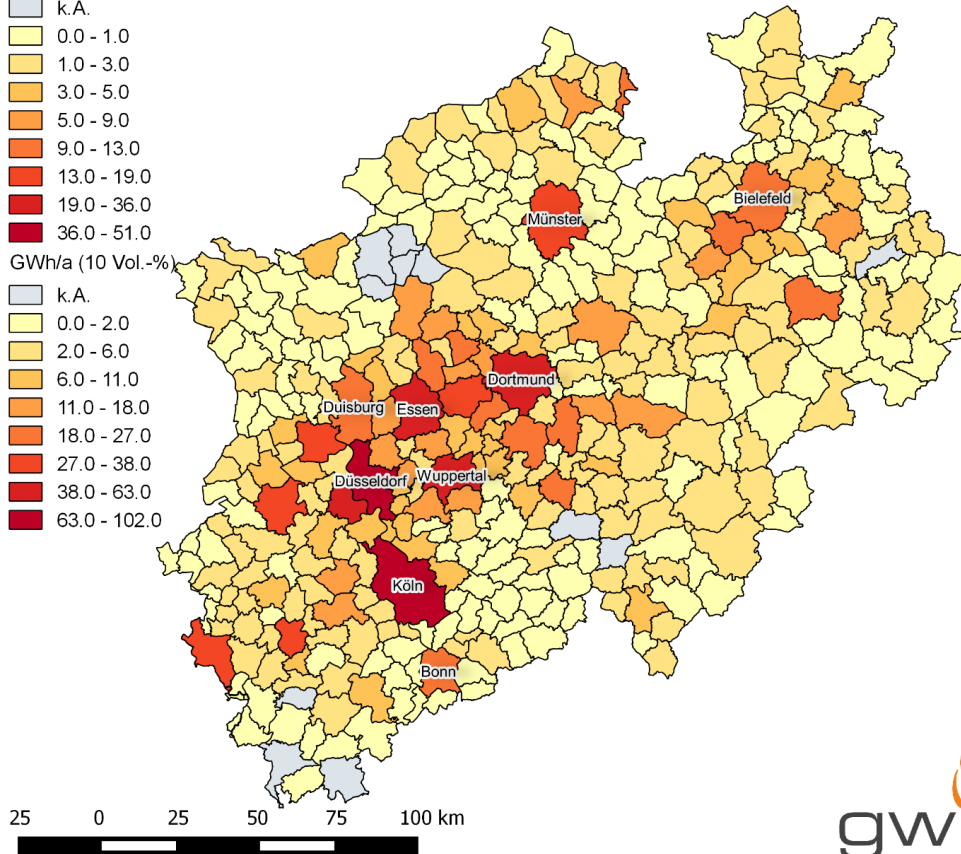 k.A.
0.0 - 1.0
1.0 - 3.0
3.0 - 5.0
5.0 - 9.0
9.0 - 13.0
13.0 - 19.0
19.0 - 36.0
36.0 - 51.0
GWh/a (10 Vol.-%)
k.A.
0.0 - 2.0
2.0 - 6.0
6.0 - 11.0
11.0 - 18.0
18.0 - 27.0
27.0 - 38.0
38.0 - 63.0
63.0 - 102.0
Bielefeld
Münster
Dortmund
Duisburg
Essen
Düsseldorf
Wuppertal
Köln
Bonn
25 0 25 50 75 100 km
gw